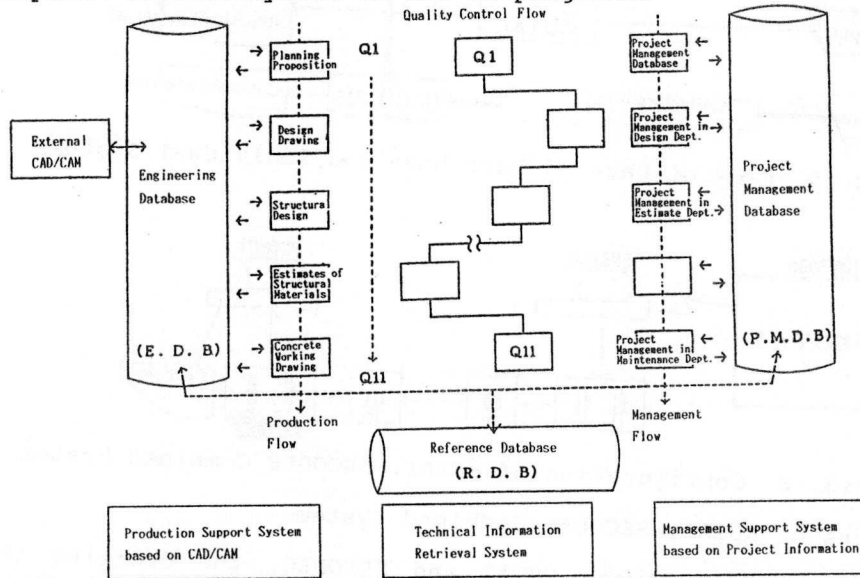 Quality Control Flow
External
CAD/CAM
Engineering
Database
(E. D. B)
Planning
Proposition
Design
Drawing
Structura
Design
Estimates of
Structural
Materials
Concrete
Working
Drawing
Production
Flow
Q1
Q11
Q1
Q11
Project
Management
Database
Project
Management in
Design Dept.
Project
Management in
Estimate Dept.
Project
Management in
Maintenance Dept.
Management
Flow
Project
Management
Database
(P.M.D.B)
Reference Database
(R. D. B)
Production Support System
based on CAD/CAM
Technical Information
Retrieval System
Management Support System
based on Project Information